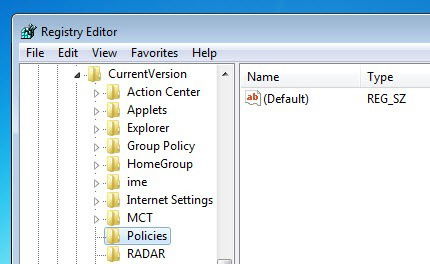 Registry Editor
File Edit View Favorites Help
CurrentVersion
Action Center
Applets
Explorer
Group Policy
HomeGroup
ime
Internet Settings
MCT
Policies
RADAR
Name Type
ab (Default) REG_SZ